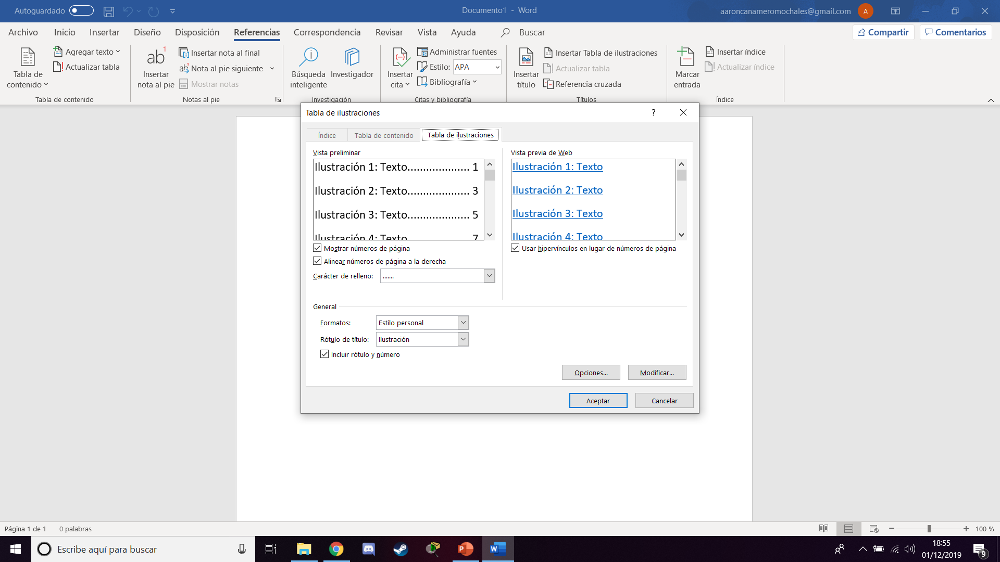 Autoguardado
Documento1 - Word
aaroncanameromochales@gmail.com
A
Archivo Inicio Insertar Diseño Disposición Referencias Correspondencia Revisar Vista Ayuda Buscar
Compartir Comentarios
Tabla de
contenido
Agregar texto
Actualizar tabla
Tabla de contenido
ab 1
Insertar
nota al pie
Insertar nota al final
Nota al pie siguiente
Mostrar notas
Notas al pie
Búsqueda
inteligente
Investigador
Investigación
Insertar
cita
Administrar fuentes
Estilo: APA
Bibliografía
Citas y bibliografía
Insertar
título
Insertar Tabla de ilustraciones
Actualizar tabla
Referencia cruzada
Títulos
Marcar
entrada
Insertar índice
Actualizar índice
Índice
Tabla de ilustraciones
?
Índice Tabla de contenido Tabla de ilustraciones
Vista preliminar
Ilustración 1: Texto.................... 1
Ilustración 2: Texto.................... 3
Ilustración 3: Texto.................... 5
Ilustración 4: Texto 7
Mostrar números de página
Alinear números de página a la derecha
Carácter de relleno: .......
Vista previa de Web
Ilustración 1: Texto
Ilustración 2: Texto
Ilustración 3: Texto
Ilustración 4: Texto
Usar hipervínculos en lugar de números de página
General
Formatos: Estilo personal
Rótulo de título: Ilustración
Incluir rótulo y número
Opciones... Modificar...
Aceptar Cancelar
Página 1 de 1 0 palabras
100 %
Escribe aquí para buscar
P
W
18:55
01/12/2019
9